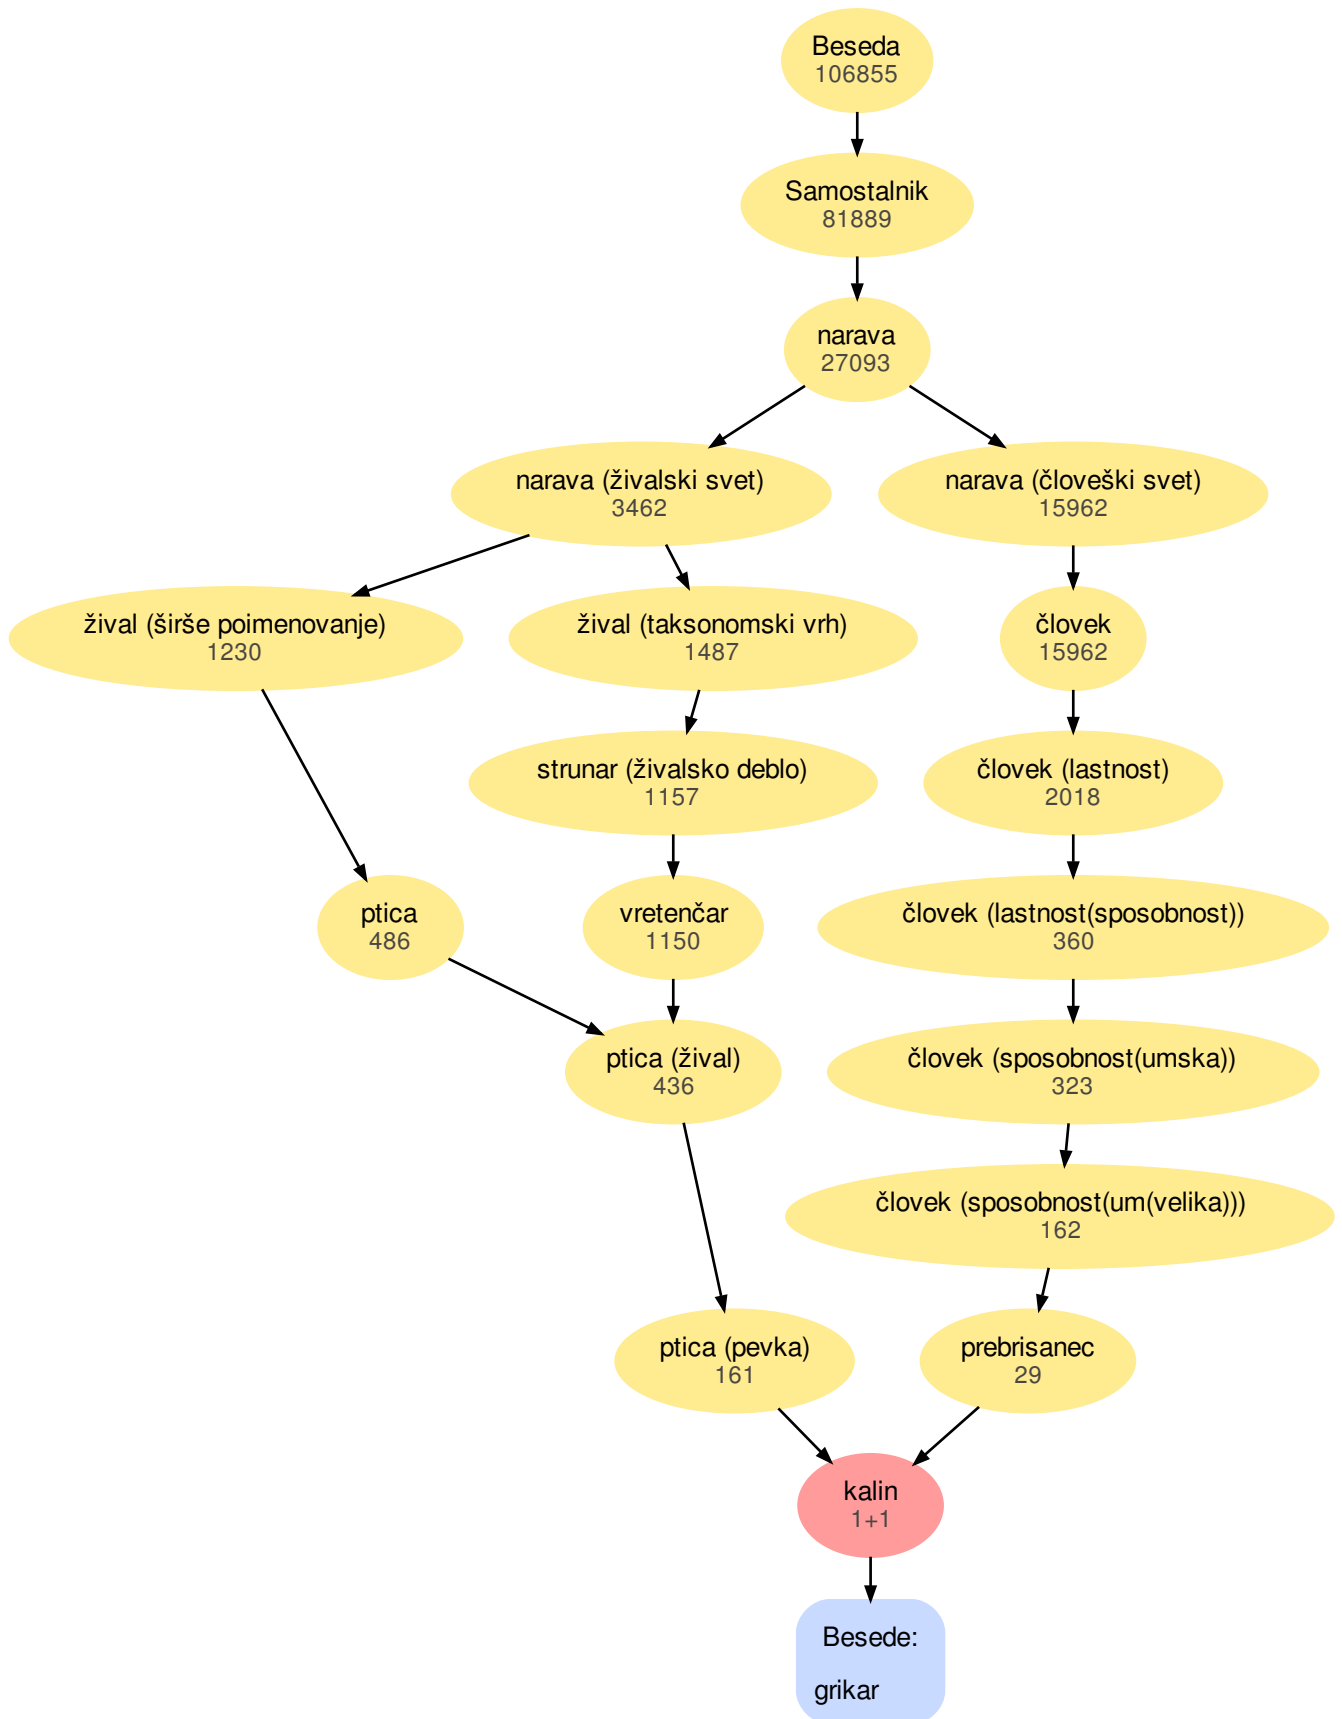 Beseda
106855
Samostalnik
81889
narava
27093
narava (živalski svet)
3462
narava (človeški svet)
15962
žival (širše poimenovanje)
1230
žival (taksonomski vrh)
1487
človek
15962
strunar (živalsko deblo)
1157
človek (lastnost)
2018
ptica
486
vretenčar
1150
človek (lastnost(sposobnost))
360
ptica (žival)
436
človek (sposobnost(umska))
323
človek (sposobnost(um(velika)))
162
ptica (pevka)
161
prebrisanec
29
kalin
1+1
Besede:
grikar